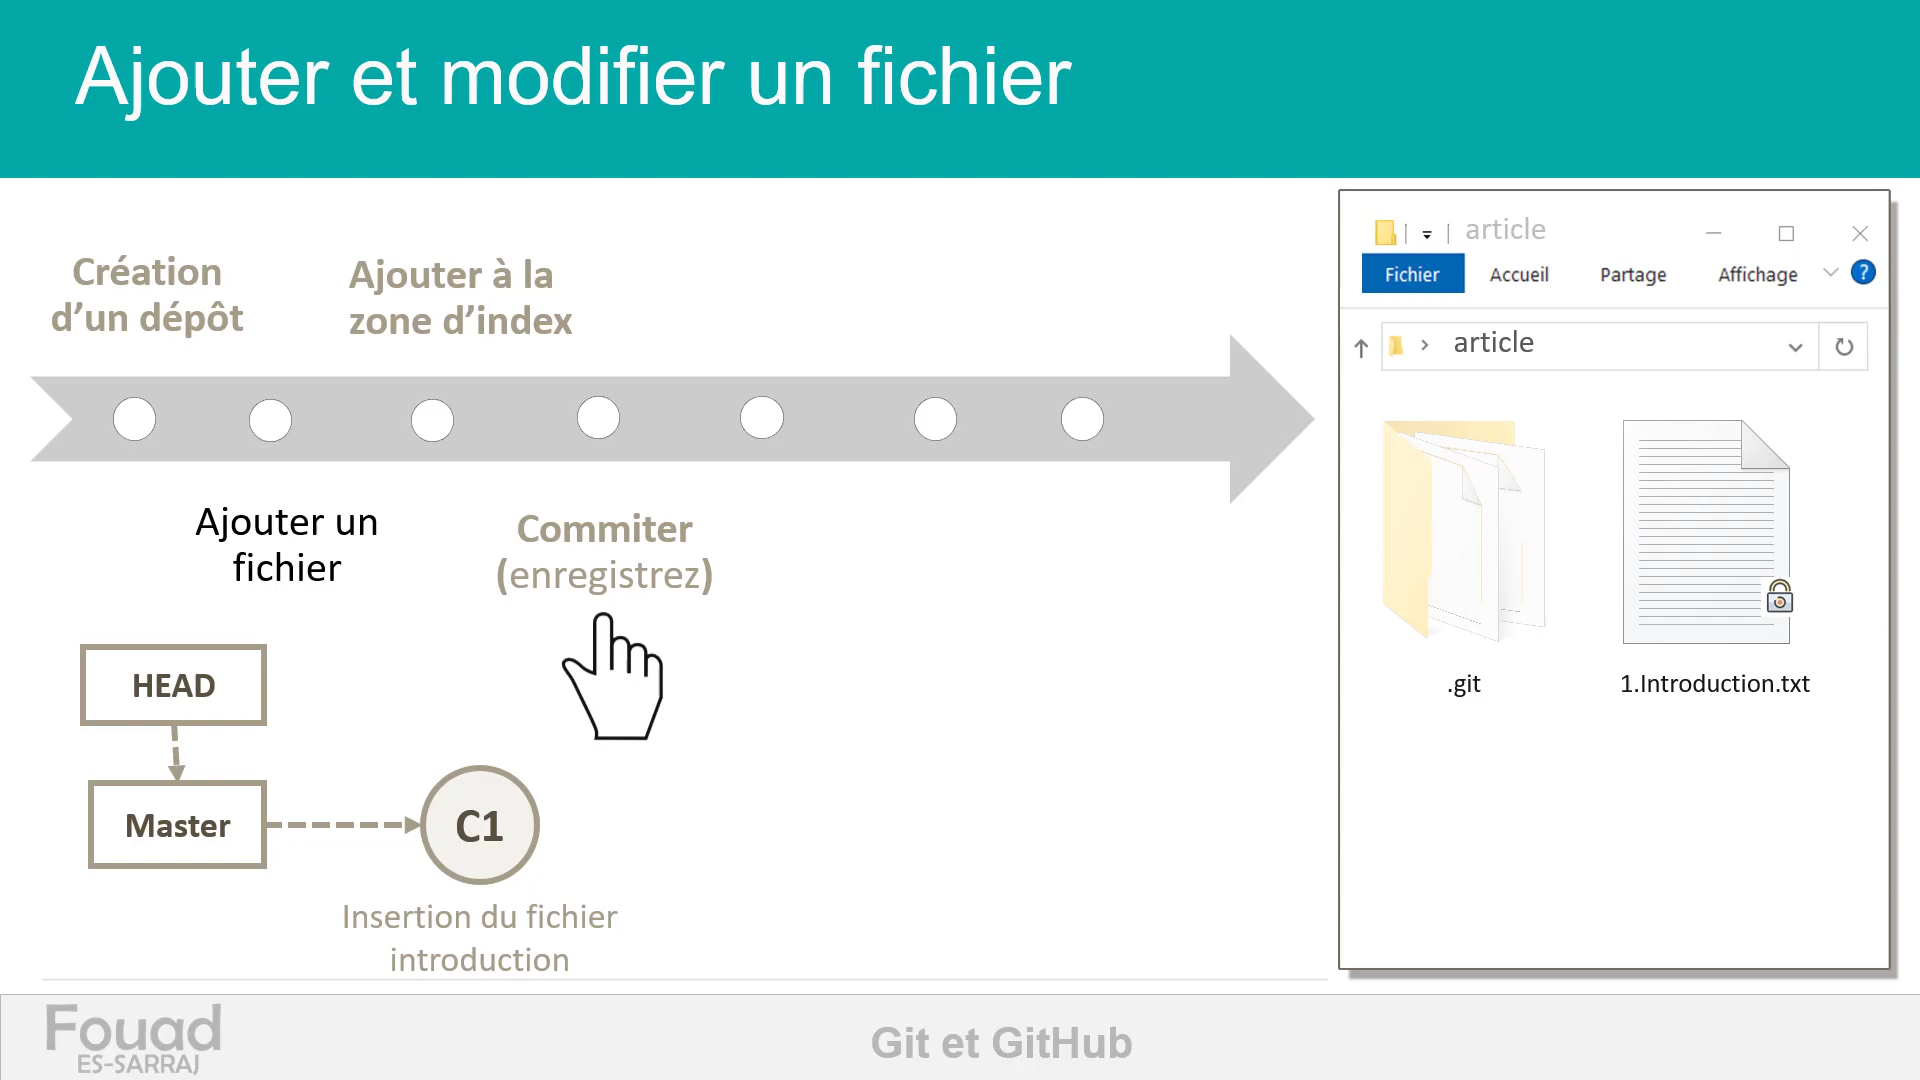 Ajouter et modifier un fichier
Création
d’un dépôt
Ajouter à la
zone d’index
Ajouter un
fichier
Commiter
(enregistrez)
HEAD
Master
C1
Insertion du fichier
introduction
article
Fichier Accueil Partage Affichage ?
article
.git
1.Introduction.txt
Fouad
ES-SARRAJ
Git et GitHub